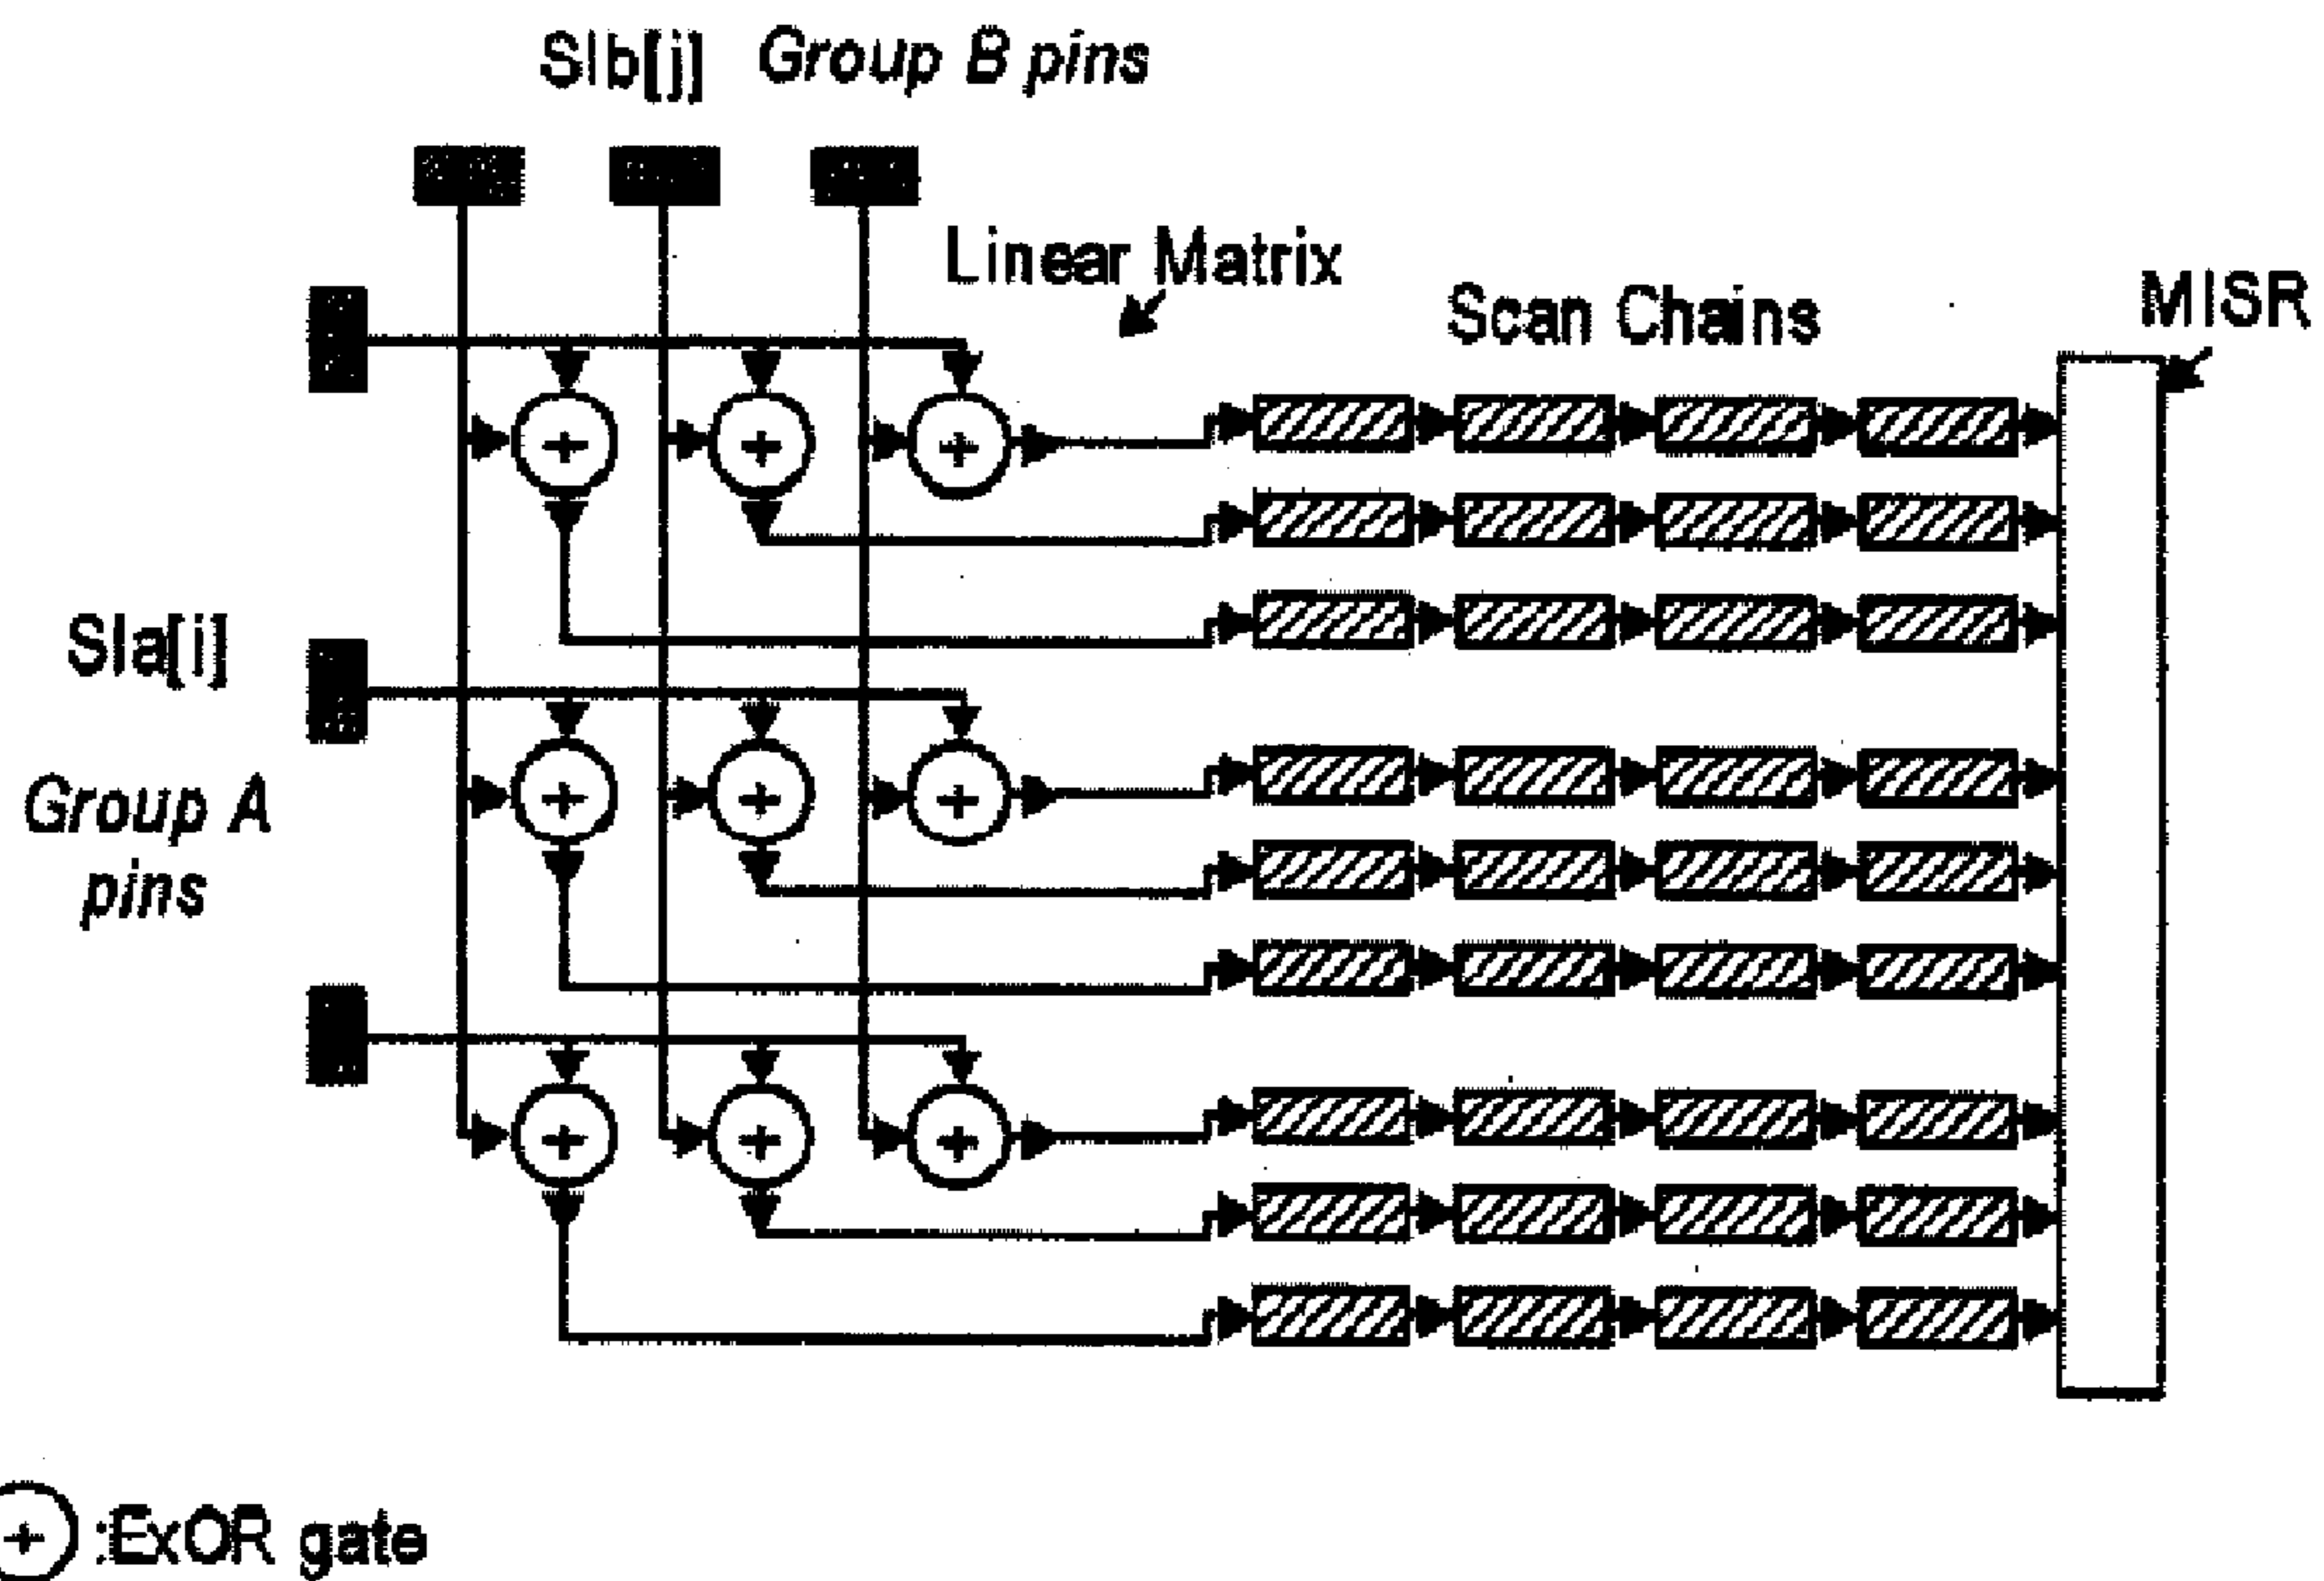 SIb[j] Group B pins
Linear Matrix
Scan Chains
MISR
SIa[i]
Group A
pins
+ + +
+ + +
+ + +
+ :ExOR gate